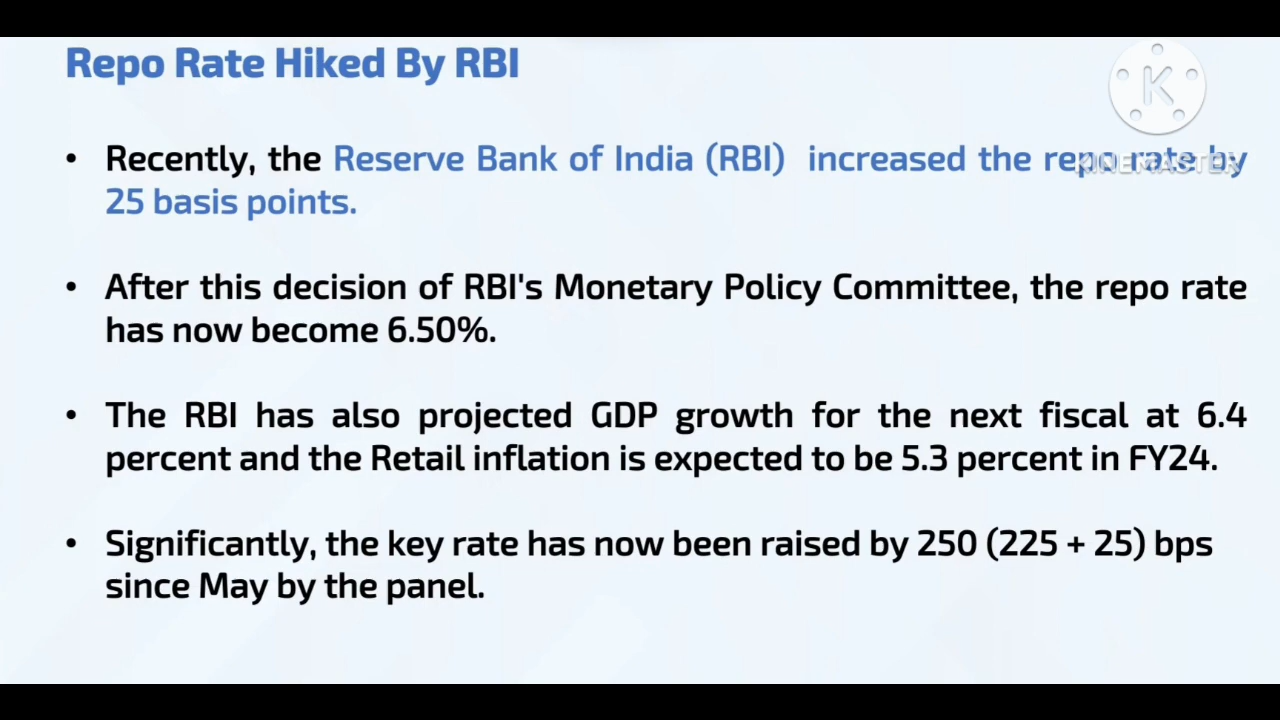 Repo Rate Hiked By RBI
K
• Recently, the Reserve Bank of India (RBI) increased the repo rate by
KINEMASTER
25 basis points.
• After this decision of RBI's Monetary Policy Committee, the repo rate
has now become 6.50%.
• The RBI has also projected GDP growth for the next fiscal at 6.4
percent and the Retail inflation is expected to be 5.3 percent in FY24.
• Significantly, the key rate has now been raised by 250 (225 + 25) bps
since May by the panel.